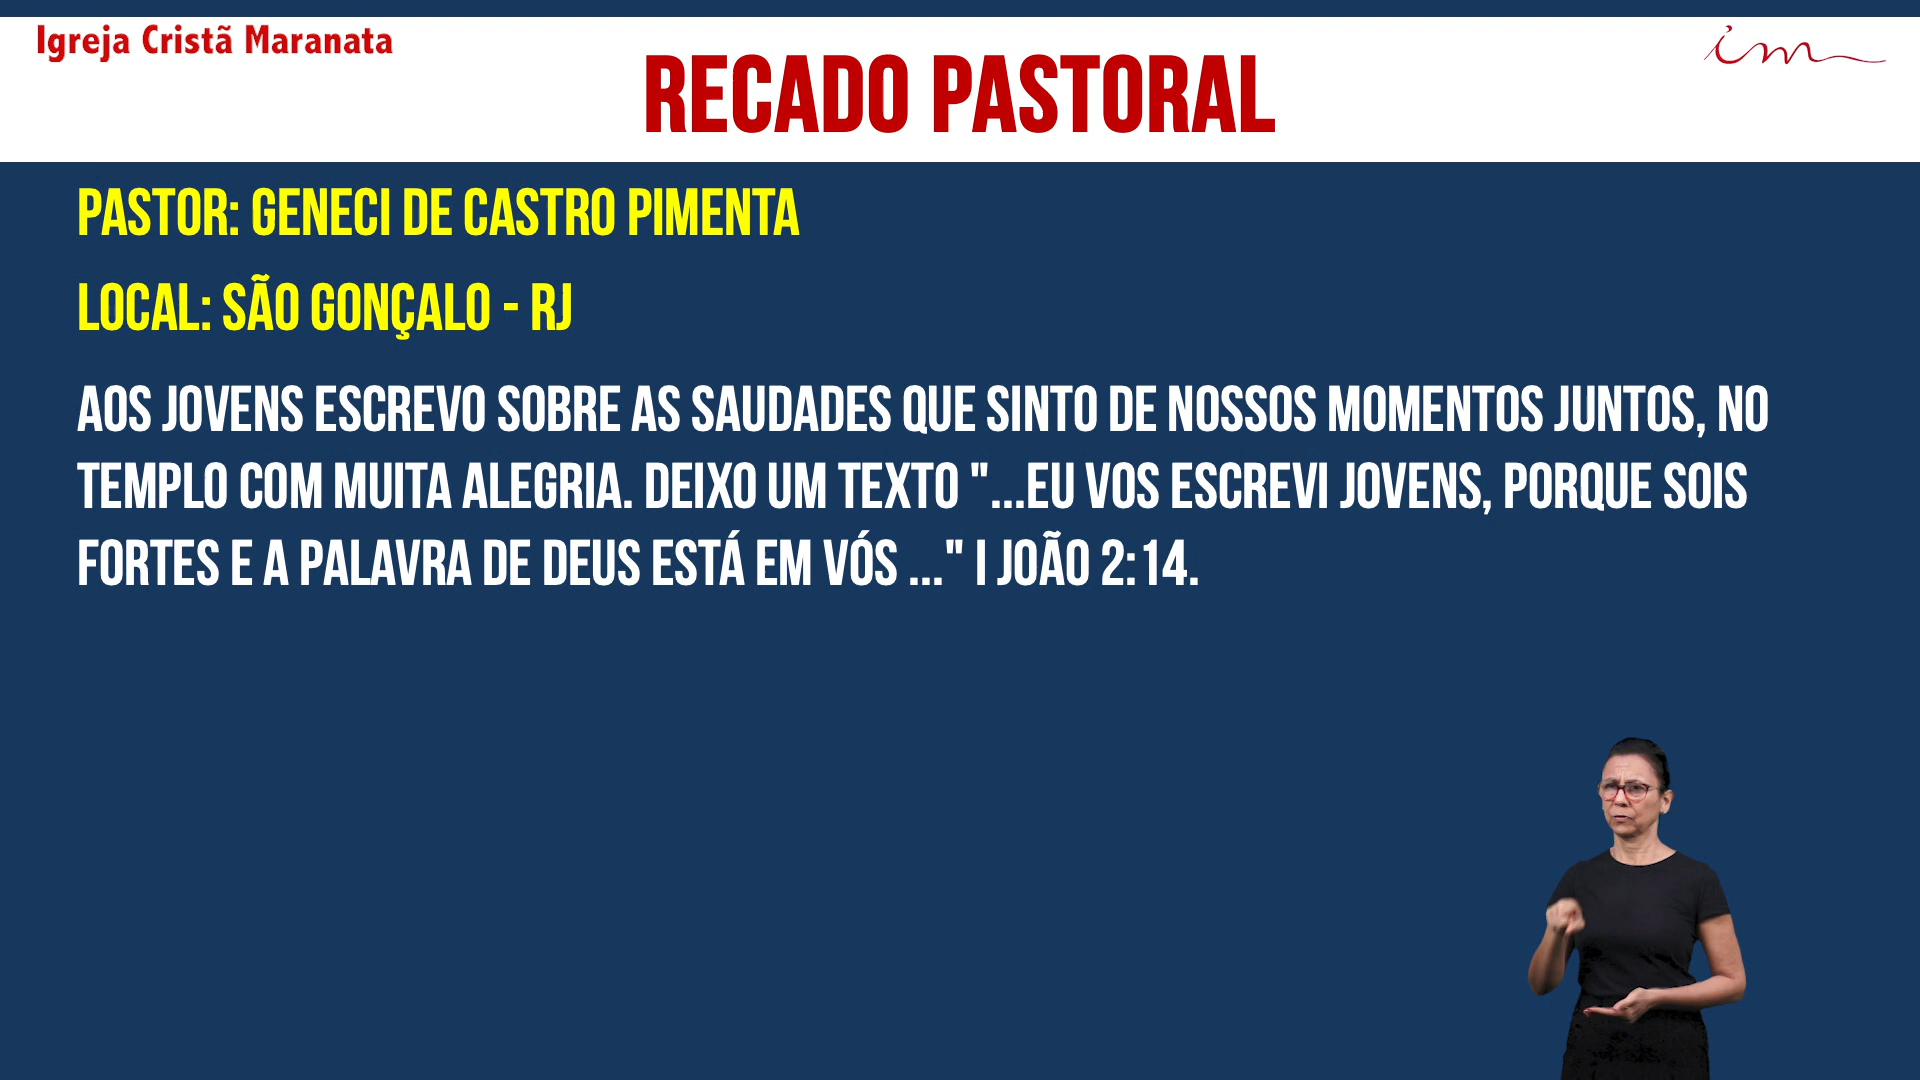 Igreja Cristã Maranata
im
RECADO PASTORAL
PASTOR: GENECI DE CASTRO PIMENTA
LOCAL: SÃO GONÇALO - RJ
AOS JOVENS ESCREVO SOBRE AS SAUDADES QUE SINTO DE NOSSOS MOMENTOS JUNTOS, NO
TEMPLO COM MUITA ALEGRIA. DEIXO UM TEXTO "...EU VOS ESCREVI JOVENS, PORQUE SOIS
FORTES E A PALAVRA DE DEUS ESTÁ EM VÓS ..." I JOÃO 2:14.